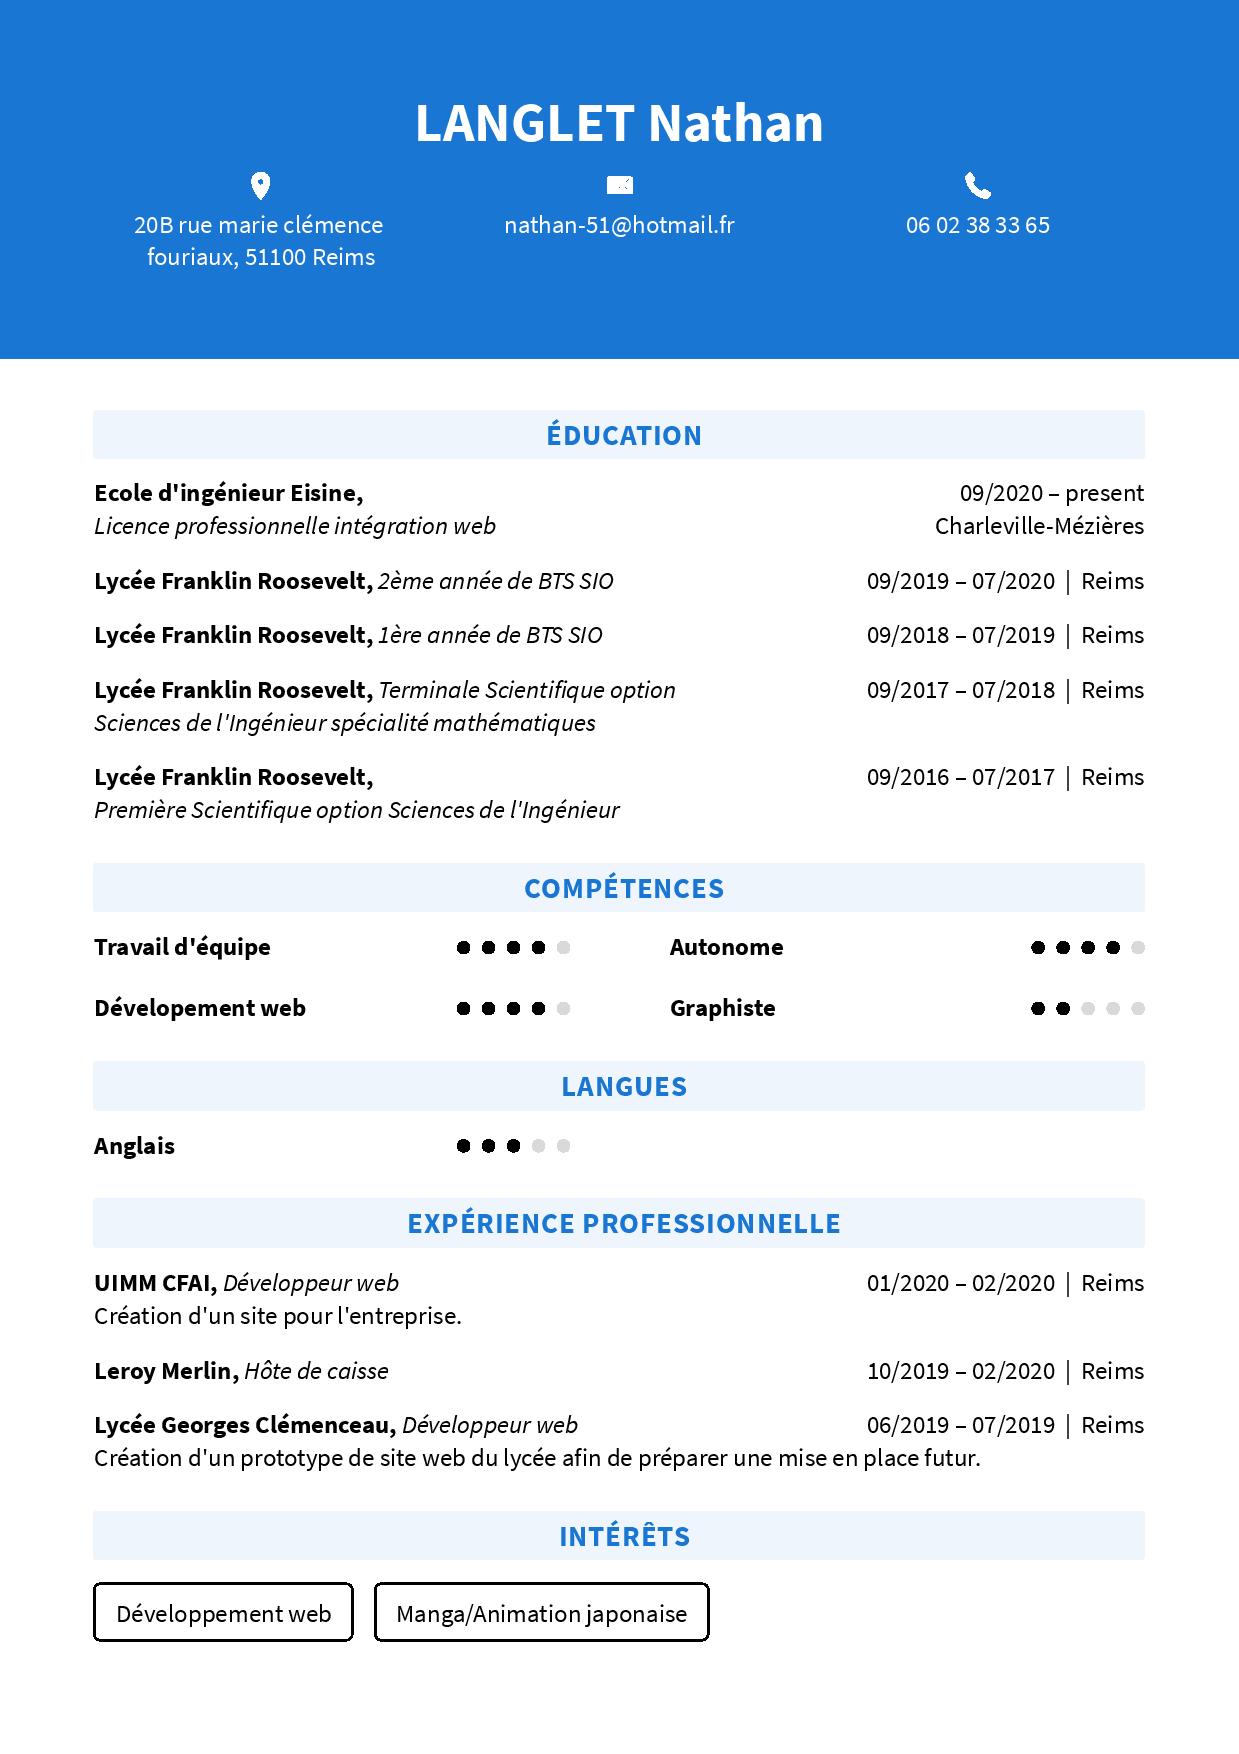 LANGLET Nathan
20B rue marie clémence
fouriaux, 51100 Reims
nathan-51@hotmail.fr
06 02 38 33 65
ÉDUCATION
Ecole d'ingénieur Eisine, 09/2020 – present
Licence professionnelle intégration web Charleville-Mézières
Lycée Franklin Roosevelt, 2ème année de BTS SIO 09/2019 – 07/2020 | Reims
Lycée Franklin Roosevelt, 1ère année de BTS SIO 09/2018 – 07/2019 | Reims
Lycée Franklin Roosevelt, Terminale Scientifique option 09/2017 – 07/2018 | Reims
Sciences de l'Ingénieur spécialité mathématiques
Lycée Franklin Roosevelt, 09/2016 – 07/2017 | Reims
Première Scientifique option Sciences de l'Ingénieur
COMPÉTENCES
Travail d'équipe Autonome
Dévelopement web Graphiste
LANGUES
Anglais
EXPÉRIENCE PROFESSIONNELLE
UIMM CFAI, Développeur web 01/2020 – 02/2020 | Reims
Création d'un site pour l'entreprise.
Leroy Merlin, Hôte de caisse 10/2019 – 02/2020 | Reims
Lycée Georges Clémenceau, Développeur web 06/2019 – 07/2019 | Reims
Création d'un prototype de site web du lycée afin de préparer une mise en place futur.
INTÉRÊTS
Développement web Manga/Animation japonaise